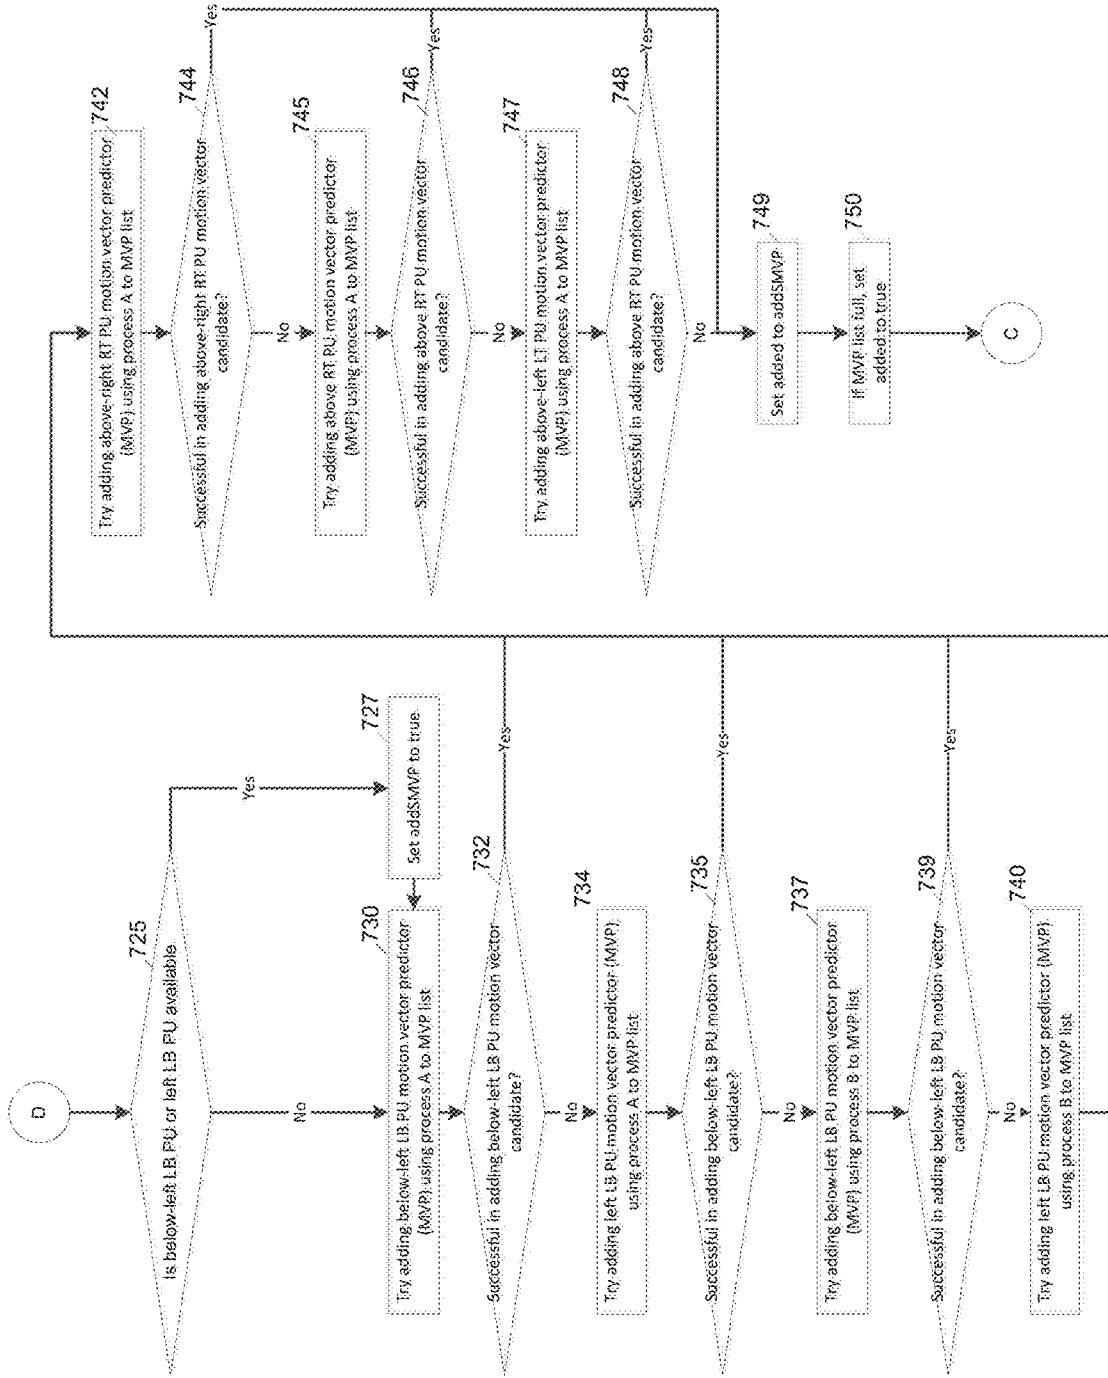 D
725
Is below-left LB PU or left LB PU available
Yes
No
727
Set addSMVP to true
730
Try adding below-left LB PU motion vector predictor
(MVP) using process A to MVP list
732
Successful in adding below-left LB PU motion vector
candidate?
Yes
No
734
Try adding left LB PU motion vector predictor (MVP)
using process A to MVP list
735
Successful in adding below-left LB PU motion vector
candidate?
Yes
No
737
Try adding below-left LB PU motion vector predictor
(MVP) using process B to MVP list
739
Successful in adding below-left LB PU motion vector
candidate?
Yes
No
740
Try adding left LB PU motion vector predictor (MVP)
using process B to MVP list
742
Try adding above-right RT PU motion vector predictor
(MVP) using process A to MVP list
744
Successful in adding above-right RT PU motion vector
candidate?
Yes
No
745
Try adding above RT PU motion vector predictor
(MVP) using process A to MVP list
746
Successful in adding above RT PU motion vector
candidate?
Yes
No
747
Try adding above-left LT PU motion vector predictor
(MVP) using process A to MVP list
748
Successful in adding above RT PU motion vector
candidate?
Yes
No
749
Set added to addSMVP
750
If MVP list full, set
added to true
C